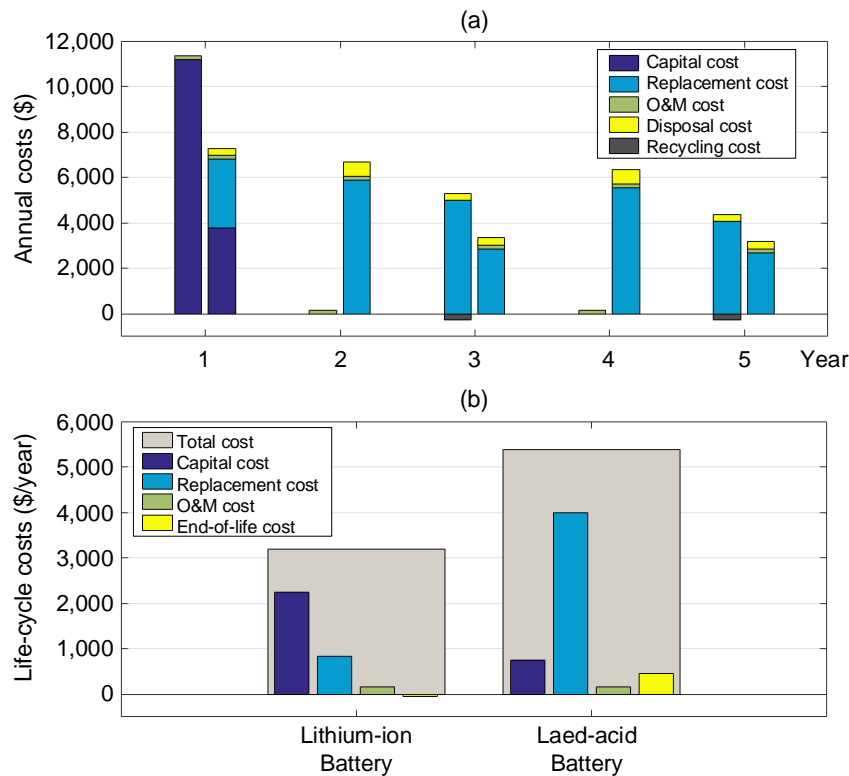 (a)
12,000
10,000
8,000
6,000
4,000
2,000
0
Annual costs ($)
Capital cost
Replacement cost
O&M cost
Disposal cost
Recycling cost
1 2 3 4 5 Year
(b)
6,000
5,000
4,000
3,000
2,000
1,000
0
Life-cycle costs ($/year)
Total cost
Capital cost
Replacement cost
O&M cost
End-of-life cost
Lithium-ion
Battery
Laed-acid
Battery